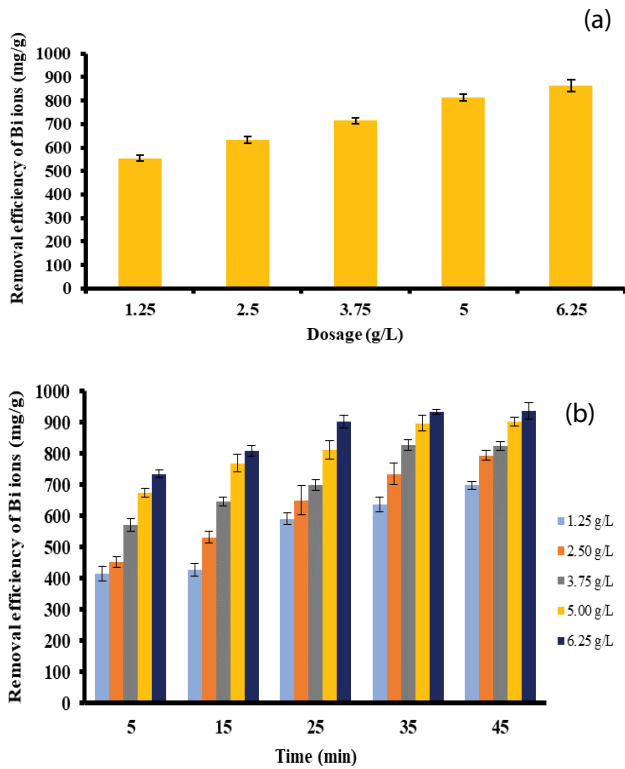 (a)
Removal efficiency of Bi ions (mg/g)
1000
900
800
700
600
500
400
300
200
100
0
1.25 2.5 3.75 5 6.25
Dosage (g/L)
(b)
Removal efficiency of Bi ions (mg/g)
1000
900
800
700
600
500
400
300
200
100
0
5 15 25 35 45
Time (min)
1.25 g/L
2.50 g/L
3.75 g/L
5.00 g/L
6.25 g/L